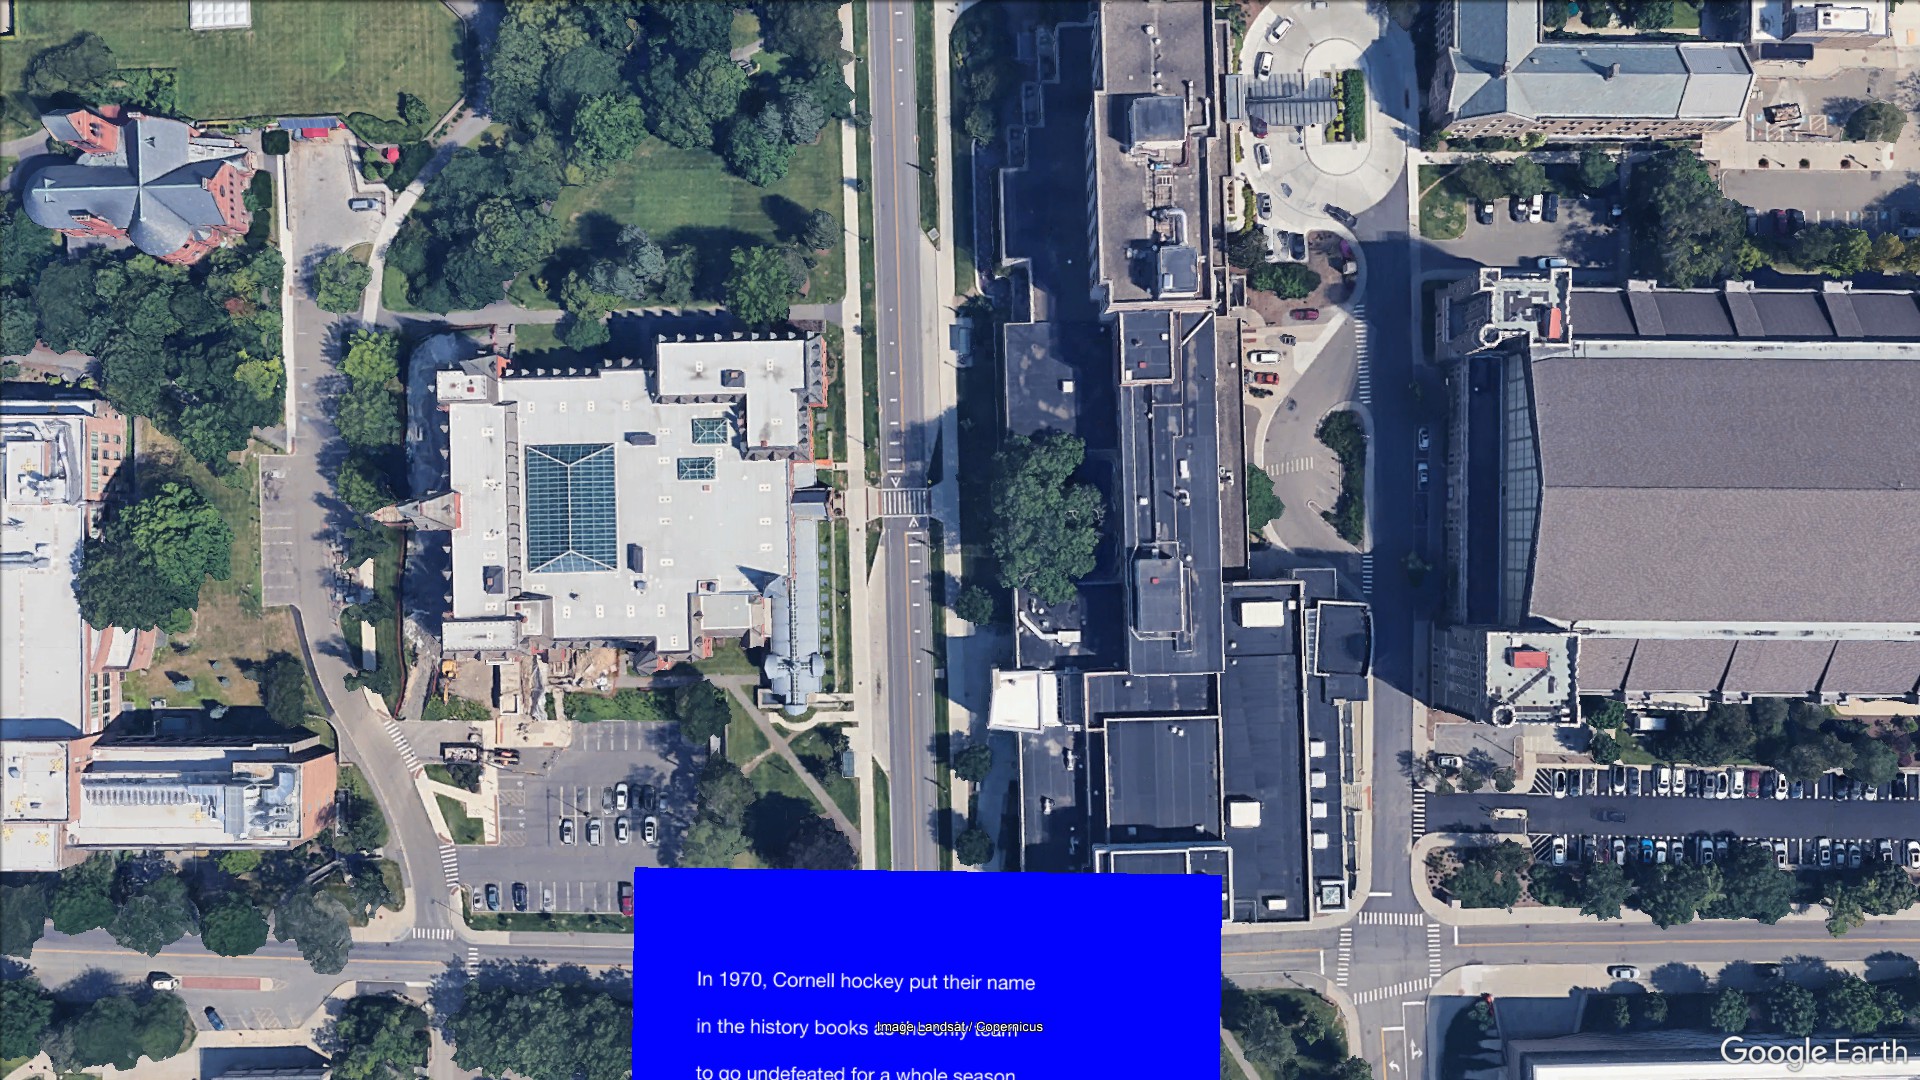 In 1970, Cornell hockey put their name
in the history books as the only team
Image Landsat / Copernicus
to go undefeated for a whole season
Google Earth